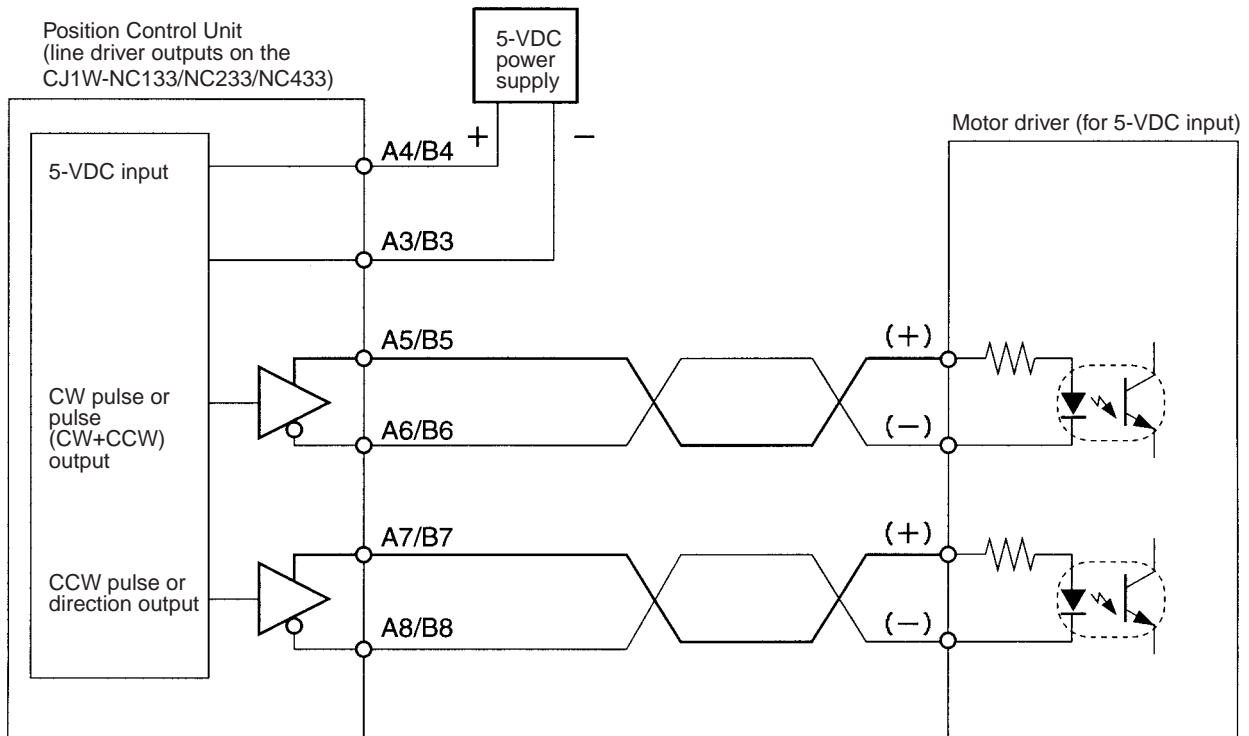 Position Control Unit
(line driver outputs on the
CJ1W-NC133/NC233/NC433)
5-VDC
power
supply
+
−
Motor driver (for 5-VDC input)
5-VDC input
A4/B4
A3/B3
CW pulse or
pulse
(CW+CCW)
output
A5/B5
A6/B6
(+)
(−)
CCW pulse or
direction output
A7/B7
A8/B8
(+)
(−)